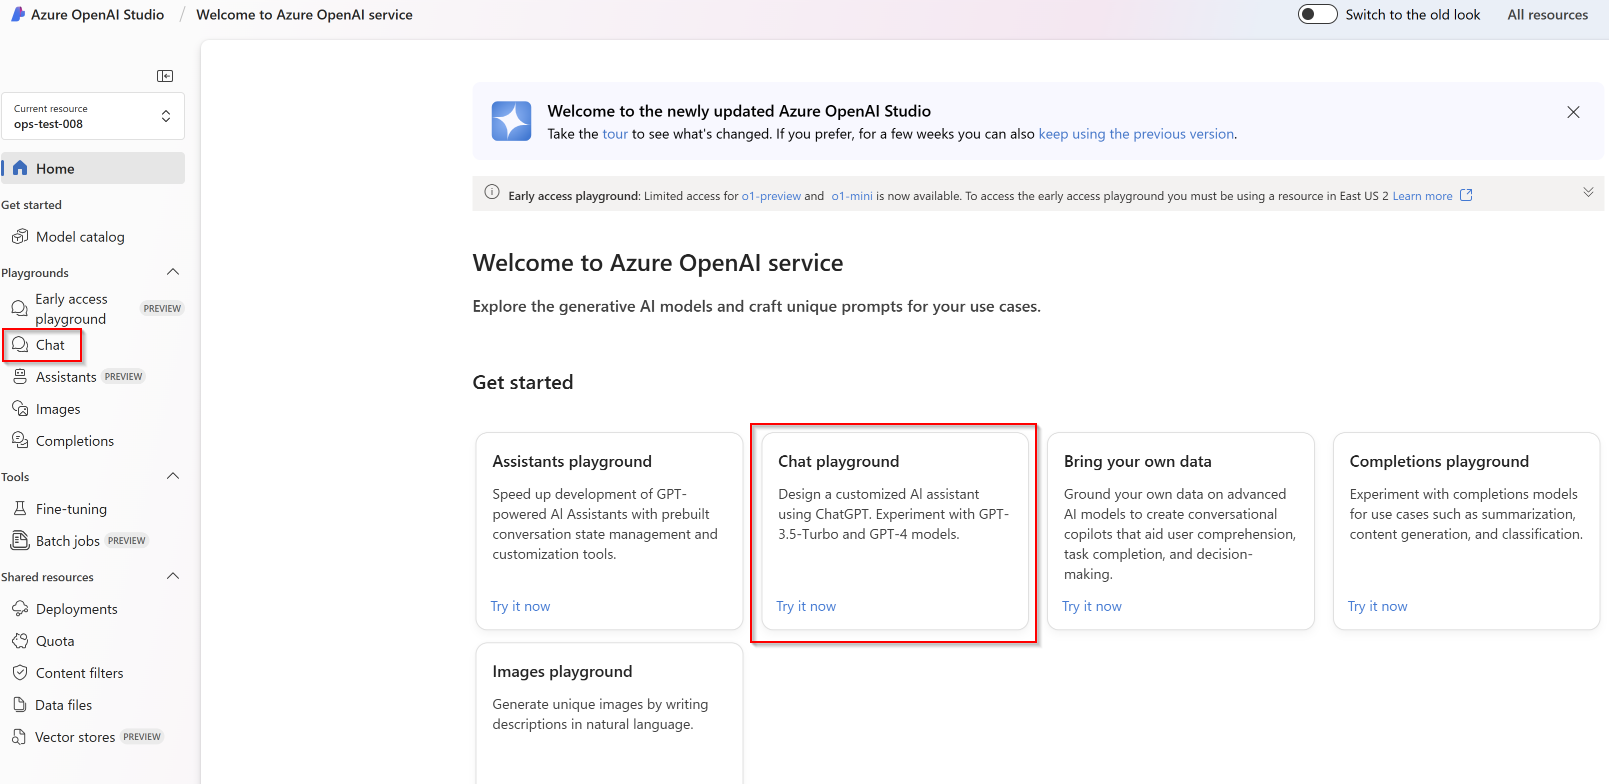 Azure OpenAI Studio / Welcome to Azure OpenAI service
Switch to the old look
All resources
Current resource
ops-test-008
Home
Get started
Model catalog
Playgrounds
Early access
playground
PREVIEW
Chat
Assistants PREVIEW
Images
Completions
Tools
Fine-tuning
Batch jobs PREVIEW
Shared resources
Deployments
Quota
Content filters
Data files
Vector stores PREVIEW
Welcome to the newly updated Azure OpenAI Studio
Take the tour to see what's changed. If you prefer, for a few weeks you can also keep using the previous version.
Early access playground: Limited access for o1-preview and o1-mini is now available. To access the early access playground you must be using a resource in East US 2 Learn more
Welcome to Azure OpenAI service
Explore the generative AI models and craft unique prompts for your use cases.
Get started
Assistants playground
Speed up development of GPT-
powered AI Assistants with prebuilt
conversation state management and
customization tools.
Try it now
Chat playground
Design a customized AI assistant
using ChatGPT. Experiment with GPT-
3.5-Turbo and GPT-4 models.
Try it now
Bring your own data
Ground your own data on advanced
AI models to create conversational
copilots that aid user comprehension,
task completion, and decision-
making.
Try it now
Completions playground
Experiment with completions models
for use cases such as summarization,
content generation, and classification.
Try it now
Images playground
Generate unique images by writing
descriptions in natural language.